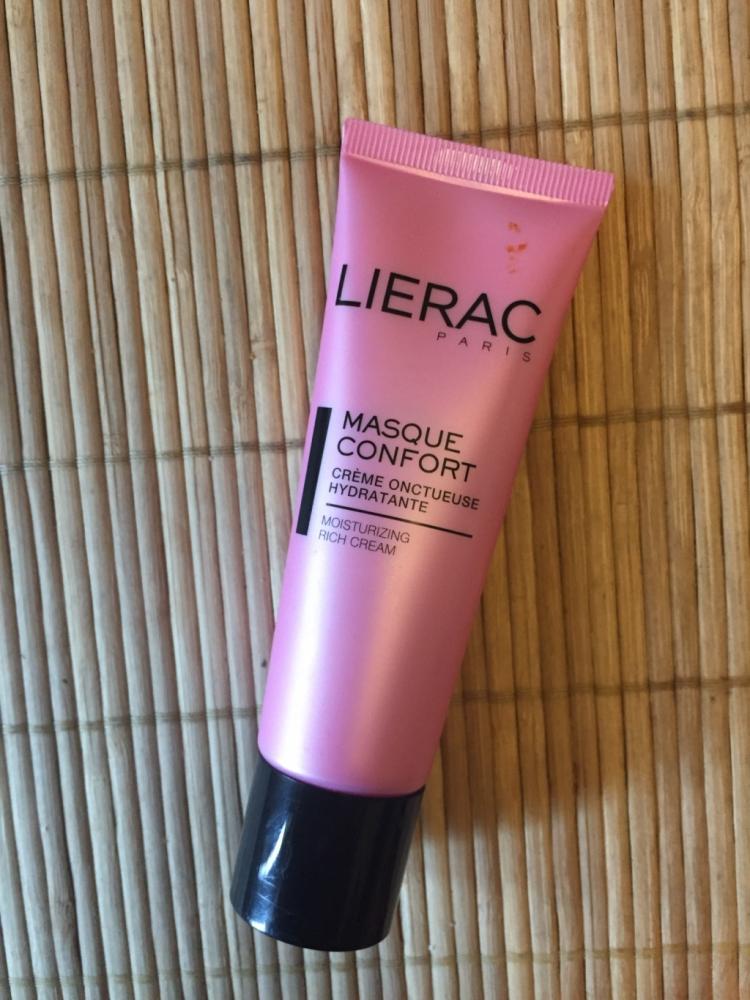 LIERAC
PARIS
MASQUE
CONFORT
CRÈME ONCTUEUSE
HYDRATANTE
MOISTURIZING
RICH CREAM